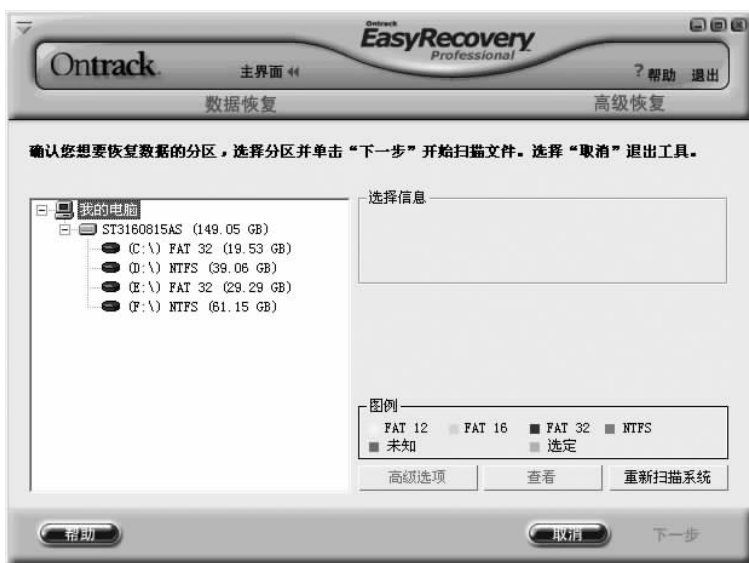 Ontrack
EasyRecovery
Professional
Ontrack
主界面
?帮助 退出
数据恢复
高级恢复
确认您想要恢复数据的分区，选择分区并单击“下一步”开始扫描文件。选择“取消”退出工具。
我的电脑
ST3160815AS (149.05 GB)
(C:\) FAT 32 (19.53 GB)
(D:\) NTFS (39.06 GB)
(E:\) FAT 32 (29.29 GB)
(F:\) NTFS (61.15 GB)
选择信息
图例
FAT 12 FAT 16 FAT 32 NTFS
未知 选定
高级选项 查看 重新扫描系统
帮助 取消 下一步